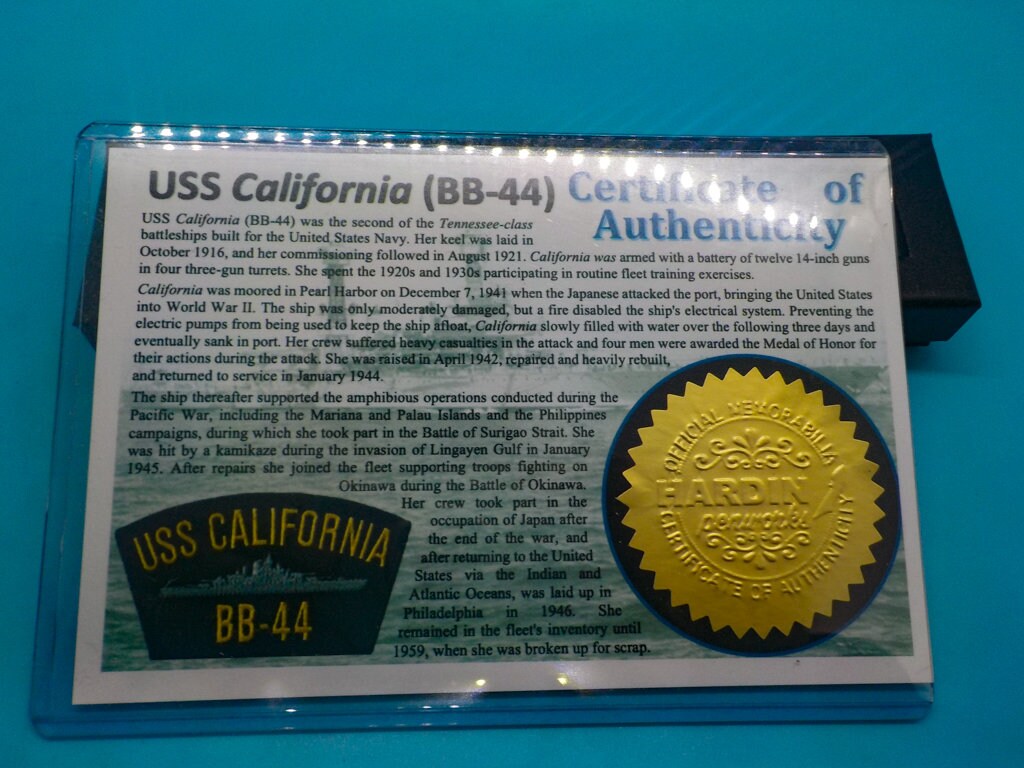 USS California (BB-44) Certificate of
Authenticity
USS California (BB-44) was the second of the Tennessee-class
battleships built for the United States Navy. Her keel was laid in
October 1916, and her commissioning followed in August 1921. California was armed with a battery of twelve 14-inch guns
in four three-gun turrets. She spent the 1920s and 1930s participating in routine fleet training exercises.
California was moored in Pearl Harbor on December 7, 1941 when the Japanese attacked the port, bringing the United States
into World War II. The ship was only moderately damaged, but a fire disabled the ship's electrical system. Preventing the
electric pumps from being used to keep the ship afloat, California slowly filled with water over the following three days and
eventually sank in port. Her crew suffered heavy casualties in the attack and four men were awarded the Medal of Honor for
their actions during the attack. She was raised in April 1942, repaired and heavily rebuilt,
and returned to service in January 1944.
The ship thereafter supported the amphibious operations conducted during the
Pacific War, including the Mariana and Palau Islands and the Philippines
campaigns, during which she took part in the Battle of Surigao Strait. She
was hit by a kamikaze during the invasion of Lingayen Gulf in January
1945. After repairs she joined the fleet supporting troops fighting on
Okinawa during the Battle of Okinawa.
Her crew took part in the
occupation of Japan after
the end of the war, and
after returning to the United
States via the Indian and
Atlantic Oceans, was laid up in
Philadelphia in 1946. She
remained in the fleet's inventory until
1959, when she was broken up for scrap.
USS CALIFORNIA
BB-44
OFFICIAL MEMORABILIA
HARDIN
penworks
CERTIFICATE OF AUTHENTICITY